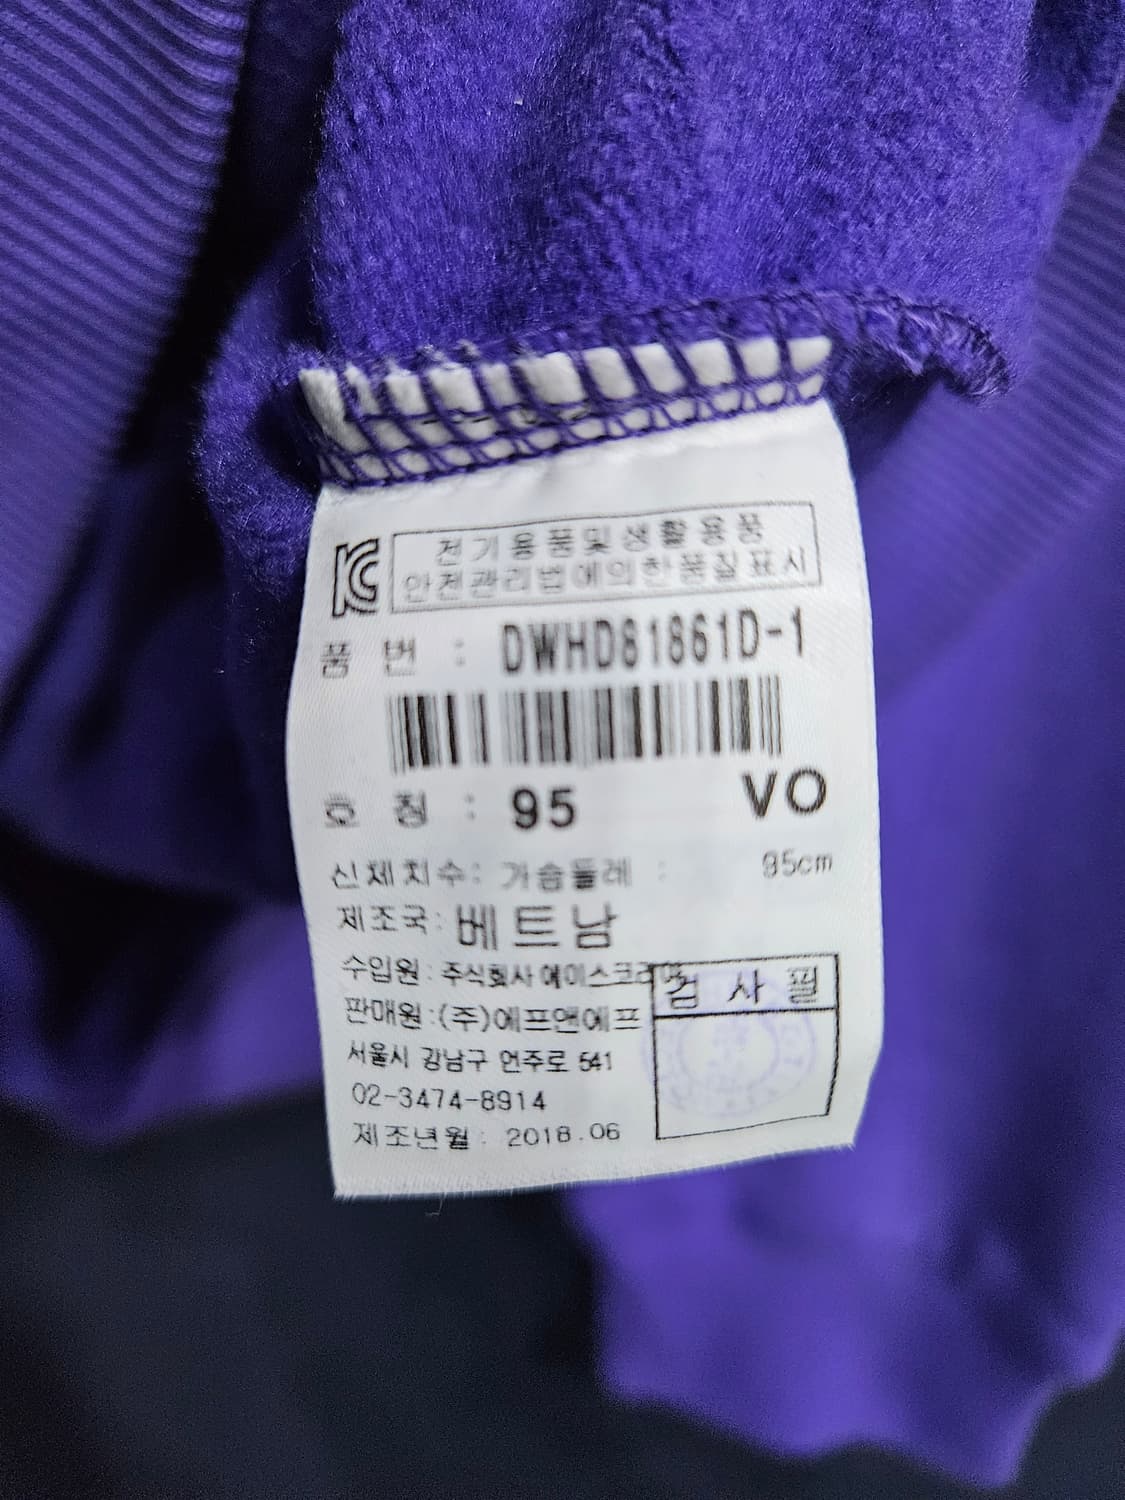 KC
전기용품및생활용품
안전관리법에의한품질표시
품 번 : DWHD81861D-1
호 칭 : 95 VO
신체치수: 가슴둘레 : 95cm
제조국: 베트남
수입원 : 주식회사 에이스코리아
검 사 필
판매원 :(주)에프앤에프
서울시 강남구 언주로 541
02-3474-8914
제조년월 : 2018.06